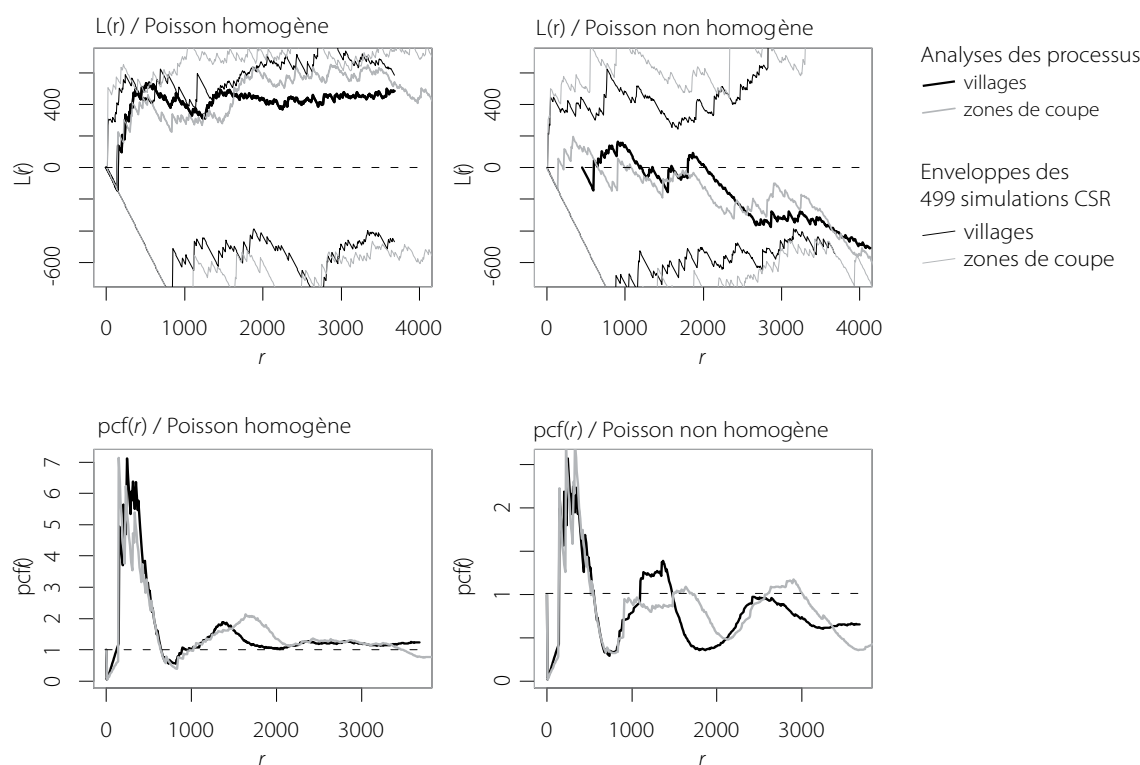 L(r) / Poisson homogène
L(r)
400
0
-600
0 1000 2000 3000 4000
r
L(r) / Poisson non homogène
L(r)
400
0
-600
0 1000 2000 3000 4000
r
Analyses des processus
villages
zones de coupe
Enveloppes des
499 simulations CSR
villages
zones de coupe
pcf(r) / Poisson homogène
pcf(r)
7
6
5
4
3
2
1
0
0 1000 2000 3000
r
pcf(r) / Poisson non homogène
pcf(r)
2
1
0
0 1000 2000 3000
r